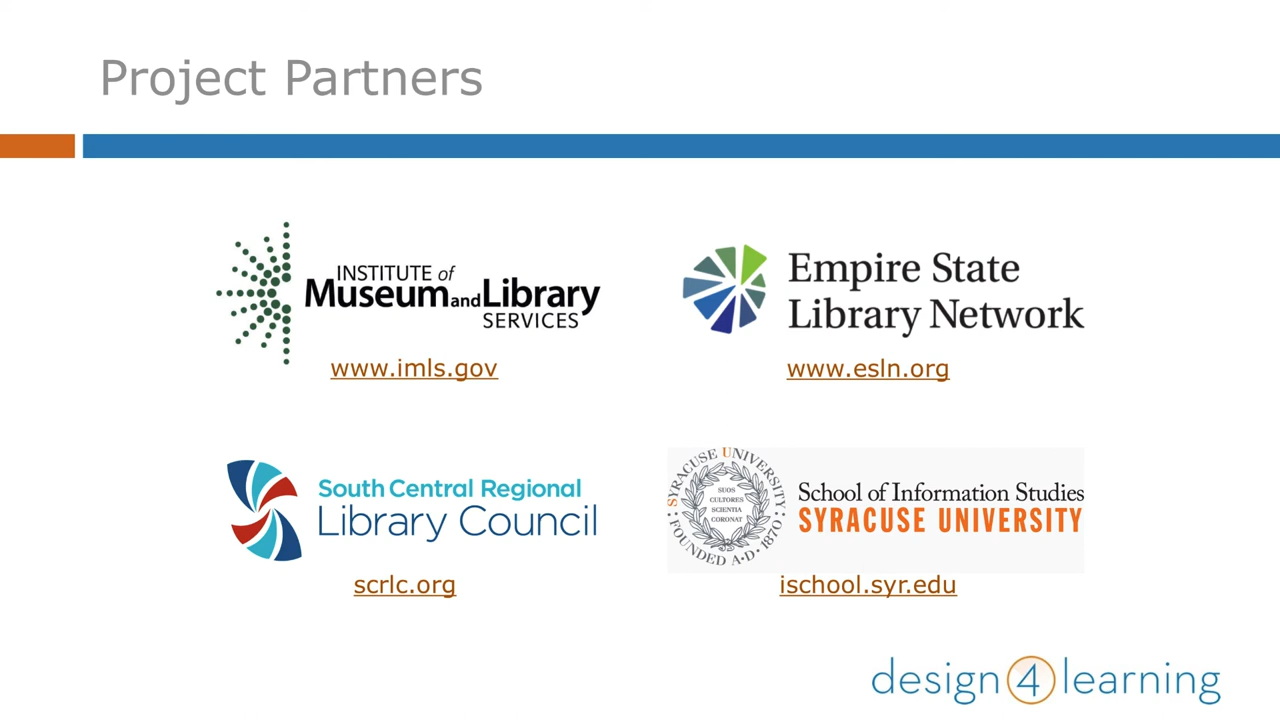 Project Partners
INSTITUTE of
Museum and Library
SERVICES
www.imls.gov
Empire State
Library Network
www.esln.org
South Central Regional
Library Council
scrlc.org
SYRACUSE UNIVERSITY
FOUNDED A·D·1870
SUOS
CULTORES
SCIENTIA
CORONAT
School of Information Studies
SYRACUSE UNIVERSITY
ischool.syr.edu
design 4 learning